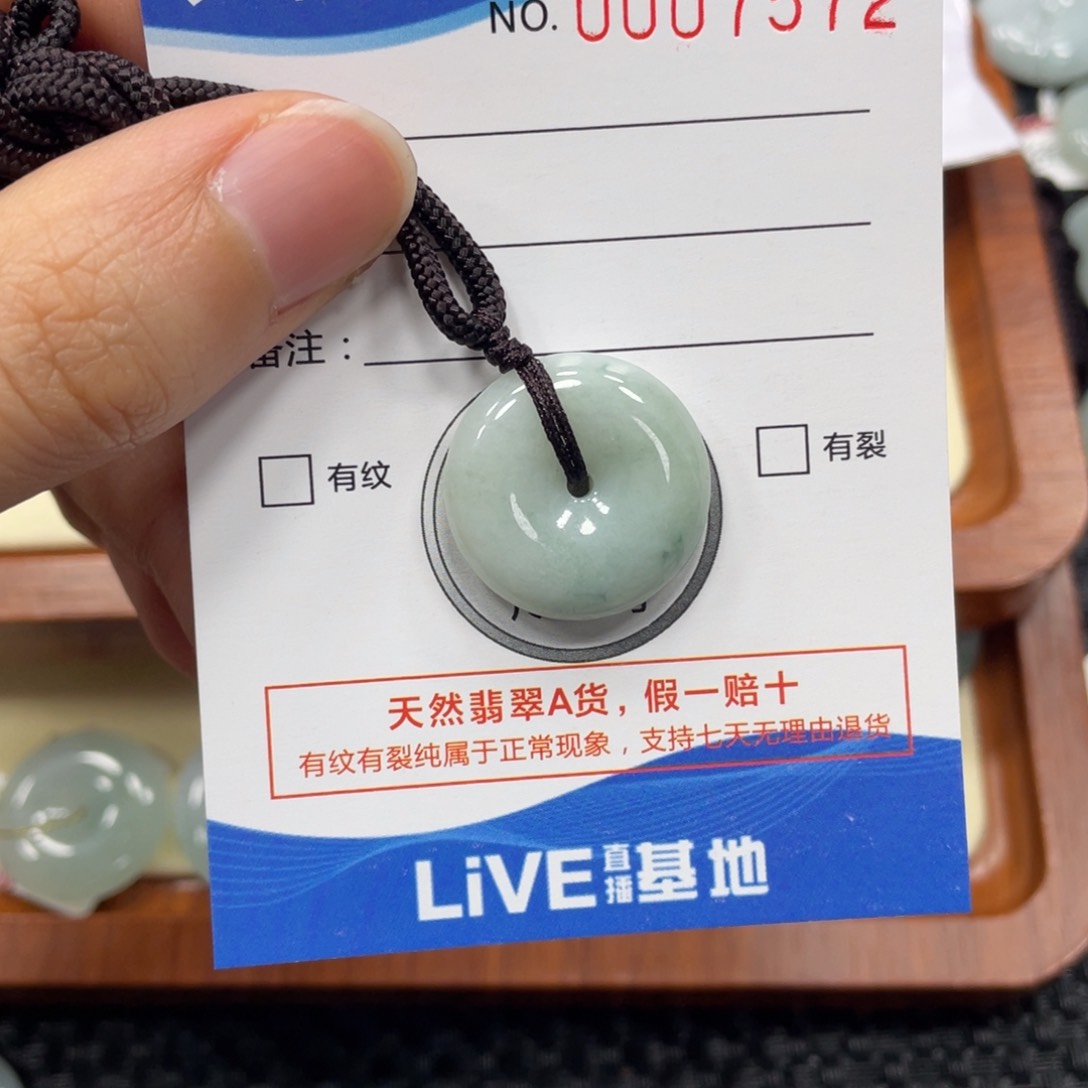 NO. 0007572
备注：
有纹
有裂
天然翡翠A货，假一赔十
有纹有裂纯属于正常现象，支持七天无理由退货
LiVE直播基地